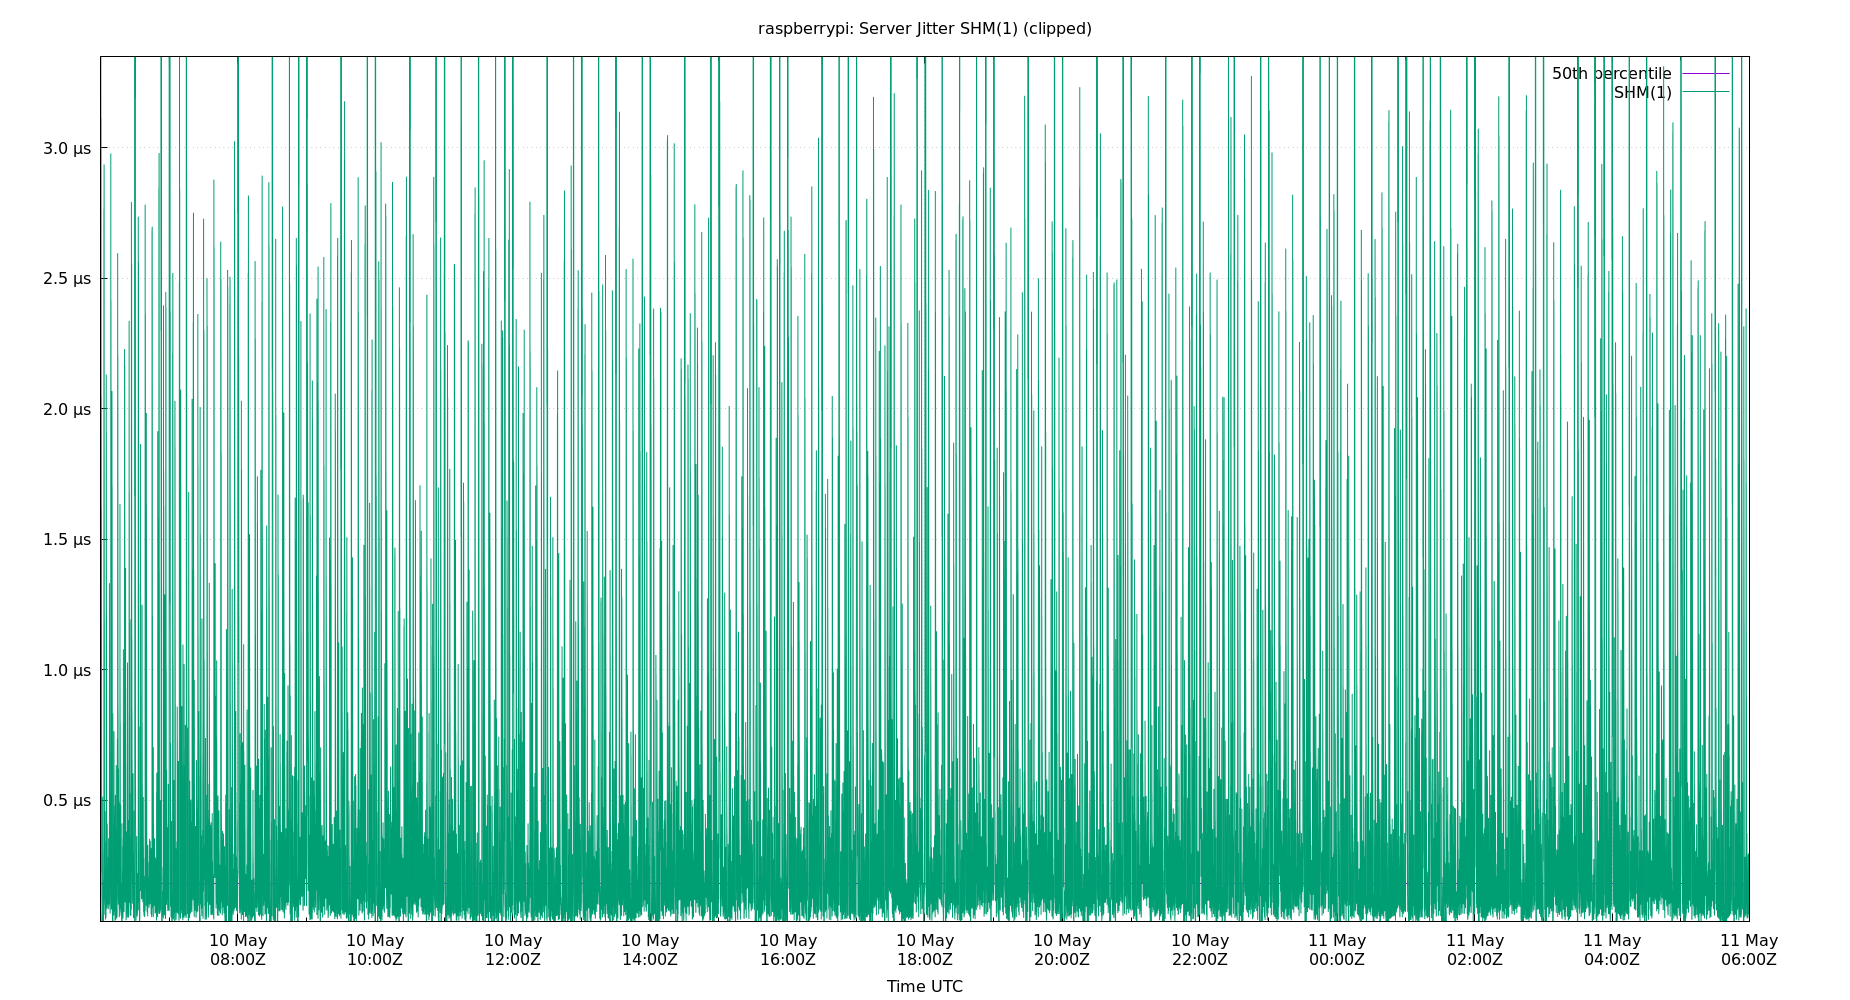 raspberrypi: Server Jitter SHM(1) (clipped)
50th percentile
SHM(1)
3.0 µs
2.5 µs
2.0 µs
1.5 µs
1.0 µs
0.5 µs
10 May 10 May 10 May 10 May 10 May 10 May 10 May 10 May 11 May 11 May 11 May 11 May
08:00Z 10:00Z 12:00Z 14:00Z 16:00Z 18:00Z 20:00Z 22:00Z 00:00Z 02:00Z 04:00Z 06:00Z
Time UTC